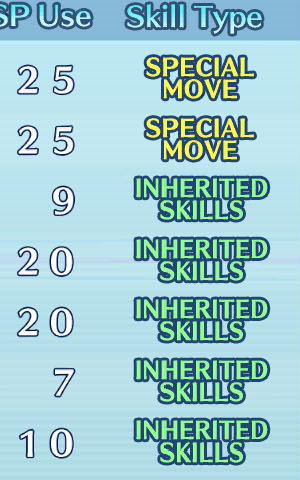 SP Use Skill Type
25 SPECIAL MOVE
25 SPECIAL MOVE
9 INHERITED SKILLS
20 INHERITED SKILLS
20 INHERITED SKILLS
7 INHERITED SKILLS
10 INHERITED SKILLS